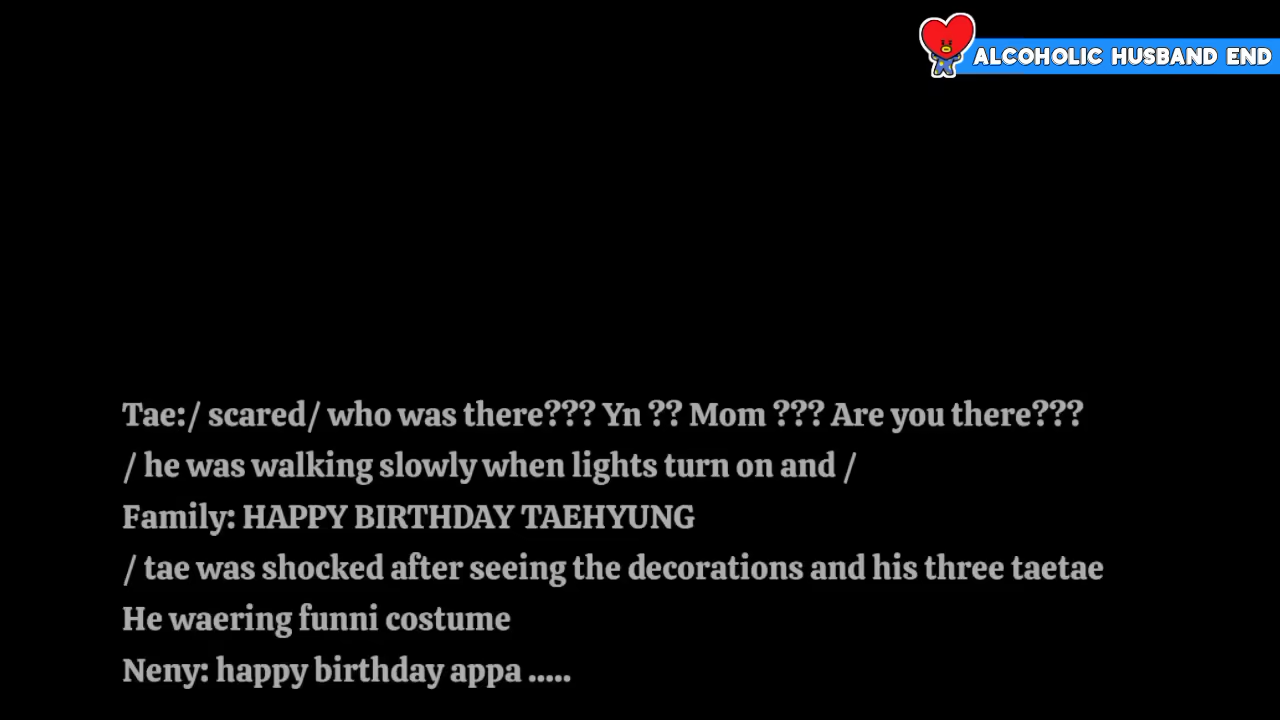 ALCOHOLIC HUSBAND END
Tae:/ scared/ who was there??? Yn ?? Mom ??? Are you there???
/ he was walking slowly when lights turn on and /
Family: HAPPY BIRTHDAY TAEHYUNG
/ tae was shocked after seeing the decorations and his three taetae
He waering funni costume
Neny: happy birthday appa .....